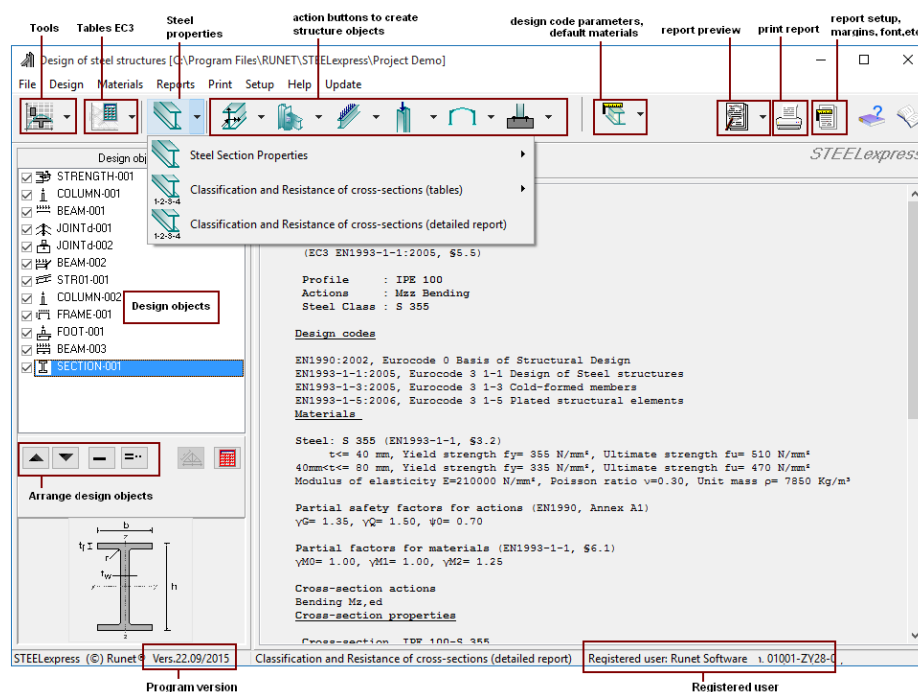 Tools
Tables EC3
Steel
properties
action buttons to create
structure objects
design code parameters,
default materials
report preview
print report
report setup,
margins, font,etc
Design of steel structures [C:\Program Files\RUNET\STEELexpress\Project Demo]
File Design Materials Reports Print Setup Help Update
STEELexpress
Design obj
Steel Section Properties
Classification and Resistance of cross-sections (tables)
1-2-3-4
Classification and Resistance of cross-sections (detailed report)
1-2-3-4
STRENGTH-001
COLUMN-001
BEAM-001
JOINTd-001
JOINTd-002
BEAM-002
STR01-001
COLUMN-002
FRAME-001
FOOT-001
BEAM-003
SECTION-001
Design objects
(EC3 EN1993-1-1:2005, §5.5)
Profile : IPE 100
Actions : Mzz Bending
Steel Class : S 355
Design codes
EN1990:2002, Eurocode 0 Basis of Structural Design
EN1993-1-1:2005, Eurocode 3 1-1 Design of Steel structures
EN1993-1-3:2005, Eurocode 3 1-3 Cold-formed members
EN1993-1-5:2006, Eurocode 3 1-5 Plated structural elements
Materials
Steel: S 355 (EN1993-1-1, §3.2)
t<= 40 mm, Yield strength fy= 355 N/mm², Ultimate strength fu= 510 N/mm²
40mm<t<= 80 mm, Yield strength fy= 335 N/mm², Ultimate strength fu= 470 N/mm²
Modulus of elasticity E=210000 N/mm², Poisson ratio ν=0.30, Unit mass ρ= 7850 Kg/m³
Partial safety factors for actions (EN1990, Annex A1)
γG= 1.35, γQ= 1.50, ψ0= 0.70
Partial factors for materials (EN1993-1-1, §6.1)
γM0= 1.00, γM1= 1.00, γM2= 1.25
Cross-section actions
Bending Mz,ed
Cross-section properties
Cross-section IPE 100-S 355
Arrange design objects
b
z
tf
r
tw
y
y
h
z
STEELexpress (©) Runet® Vers.22.09/2015 Classification and Resistance of cross-sections (detailed report) Registered user: Runet Software ı. 01001-ZY28-0
Program version
Registered user